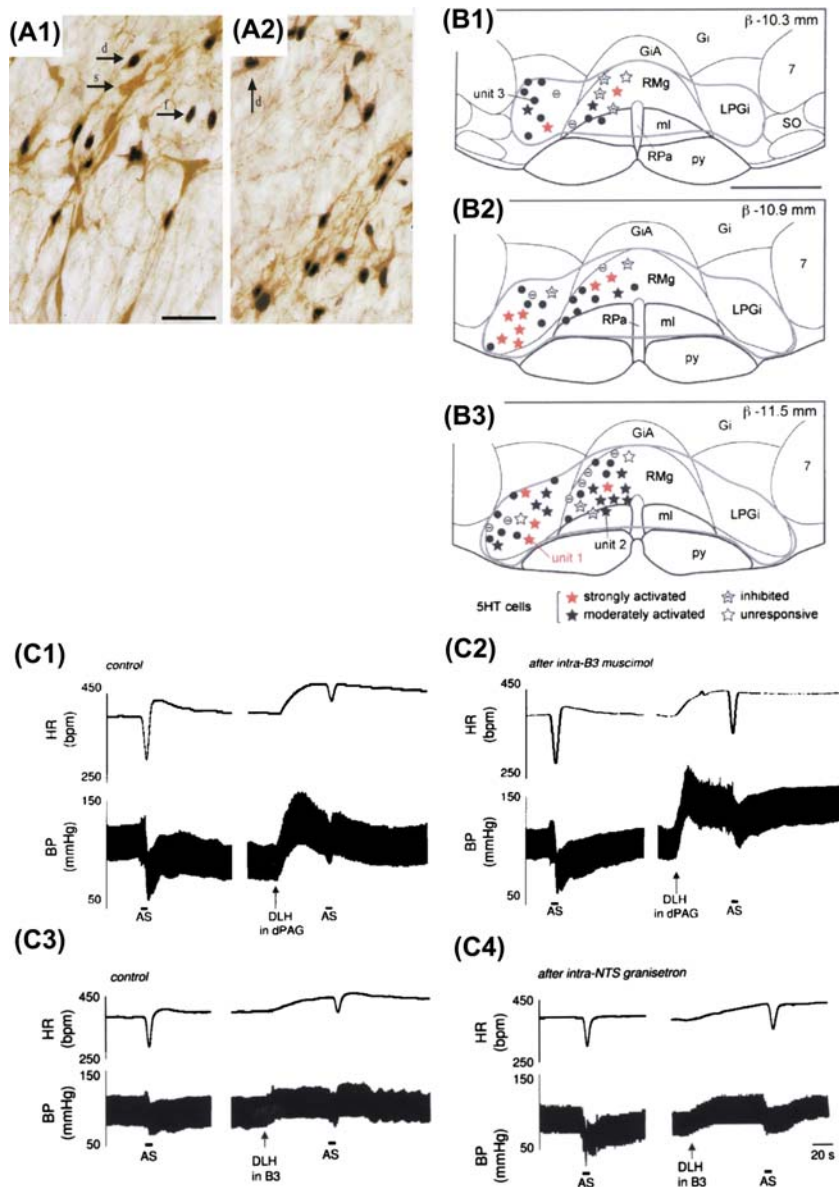 (A1)
d
s
f
(A2)
d
(B1)
β -10.3 mm
Gi
GiA
7
unit 3
RMg
LPGi
SO
ml
RPa
py
(B2)
β -10.9 mm
Gi
GiA
7
RMg
LPGi
RPa
ml
py
(B3)
β -11.5 mm
Gi
GiA
7
RMg
LPGi
ml
unit 2
py
unit 1
5HT cells
strongly activated
inhibited
moderately activated
unresponsive
(C1)
control
450
HR
(bpm)
250
150
BP
(mmHg)
50
AS
DLH
in dPAG
AS
(C2)
after intra-B3 muscimol
450
HR
(bpm)
250
150
BP
(mmHg)
50
AS
DLH
in dPAG
AS
(C3)
control
450
HR
(bpm)
250
150
BP
(mmHg)
50
AS
DLH
in B3
AS
(C4)
after intra-NTS granisetron
450
HR
(bpm)
250
150
BP
(mmHg)
50
AS
DLH
in B3
AS
20 s